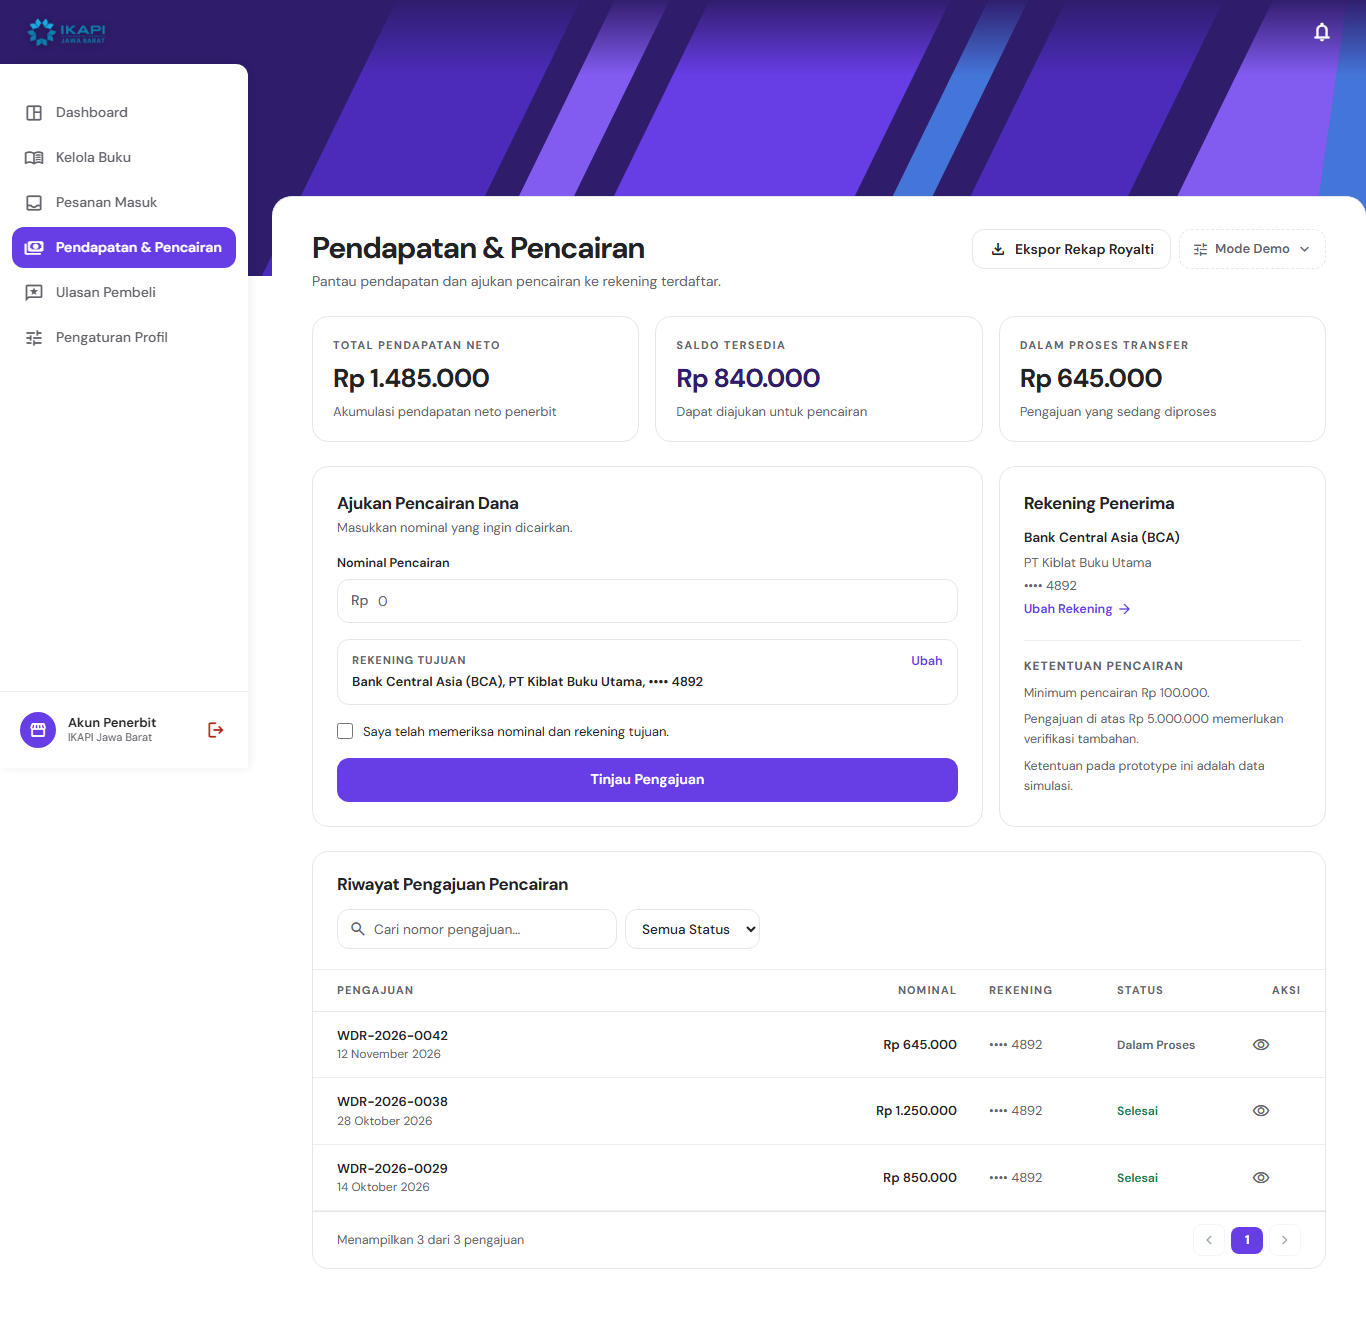 IKAPI
JAWA BARAT
Dashboard
Kelola Buku
Pesanan Masuk
Pendapatan & Pencairan
Ulasan Pembeli
Pengaturan Profil
Akun Penerbit
IKAPI Jawa Barat
Pendapatan & Pencairan
Pantau pendapatan dan ajukan pencairan ke rekening terdaftar.
Ekspor Rekap Royalti
Mode Demo
TOTAL PENDAPATAN NETO
Rp 1.485.000
Akumulasi pendapatan neto penerbit
SALDO TERSEDIA
Rp 840.000
Dapat diajukan untuk pencairan
DALAM PROSES TRANSFER
Rp 645.000
Pengajuan yang sedang diproses
Ajukan Pencairan Dana
Masukkan nominal yang ingin dicairkan.
Nominal Pencairan
Rp 0
REKENING TUJUAN
Ubah
Bank Central Asia (BCA), PT Kiblat Buku Utama, •••• 4892
Saya telah memeriksa nominal dan rekening tujuan.
Tinjau Pengajuan
Rekening Penerima
Bank Central Asia (BCA)
PT Kiblat Buku Utama
•••• 4892
Ubah Rekening →
KETENTUAN PENCAIRAN
Minimum pencairan Rp 100.000.
Pengajuan di atas Rp 5.000.000 memerlukan
verifikasi tambahan.
Ketentuan pada prototype ini adalah data
simulasi.
Riwayat Pengajuan Pencairan
Cari nomor pengajuan...
Semua Status
PENGAJUAN NOMINAL REKENING STATUS AKSI
WDR-2026-0042
12 November 2026
Rp 645.000 •••• 4892 Dalam Proses
WDR-2026-0038
28 Oktober 2026
Rp 1.250.000 •••• 4892 Selesai
WDR-2026-0029
14 Oktober 2026
Rp 850.000 •••• 4892 Selesai
Menampilkan 3 dari 3 pengajuan
1